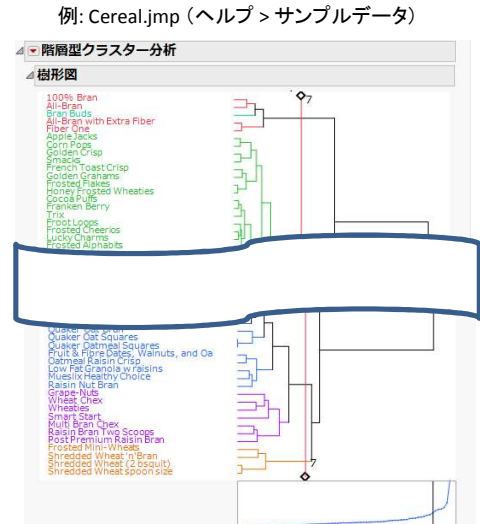 例: Cereal.jmp (ヘルプ > サンプルデータ)
階層型クラスター分析
樹形図
7
100% Bran
All-Bran
Bran Buds
All-Bran with Extra Fiber
Fiber One
Apple Jacks
Corn Pops
Golden Crisp
Smacks
French Toast Crisp
Golden Grahams
Frosted Flakes
Honey Frosted Wheaties
Cocoa Puffs
Franken Berry
Trix
Froot Loops
Frosted Cheerios
Lucky Charms
Frosted Alphabits
Quaker Oat Bran
Quaker Oat Squares
Quaker Oatmeal Squares
Fruit & Fibre Dates, Walnuts, and Oa
Oatmeal Raisin Crisp
Low Fat Granola w raisins
Mueslix Healthy Choice
Raisin Nut Bran
Grape-Nuts
Wheat Chex
Wheaties
Smart Start
Multi Bran Chex
Raisin Bran Two Scoops
Post Premium Raisin Bran
Frosted Mini-Wheats
Shredded Wheat 'n'Bran
Shredded Wheat (2 bsquit)
Shredded Wheat spoon size
7